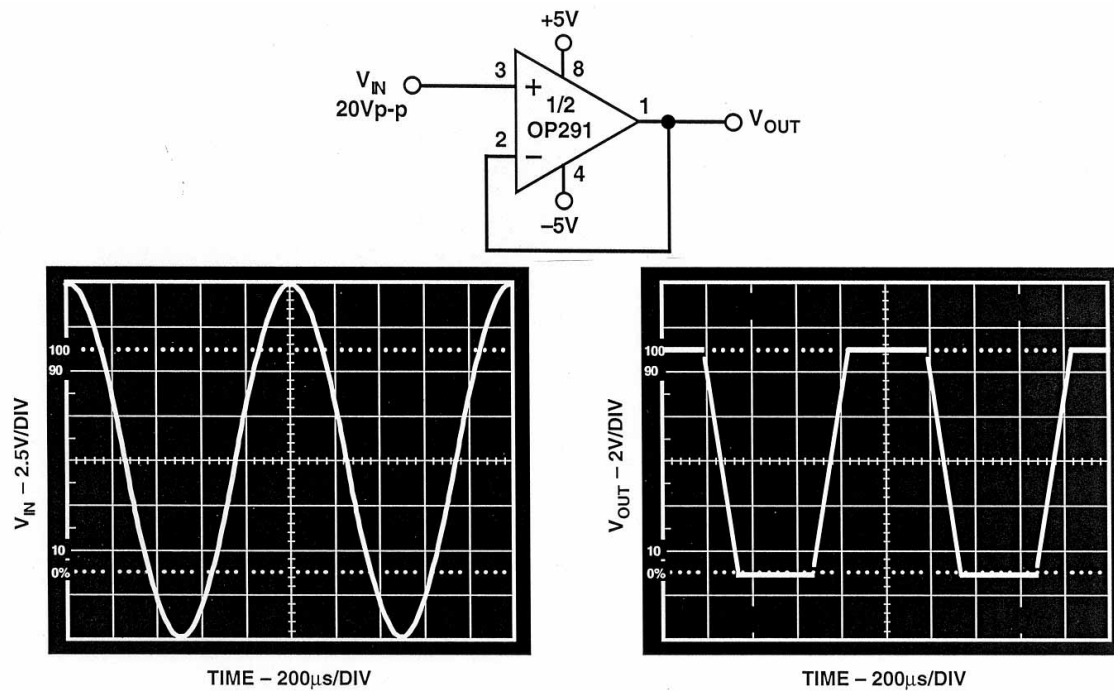 +5V
8
3
V_IN
20Vp-p
+
1/2
OP291
1
V_OUT
2
−
4
–5V
100
90
10
0%
V_IN – 2.5V/DIV
TIME – 200μs/DIV
100
90
10
0%
V_OUT – 2V/DIV
TIME – 200μs/DIV